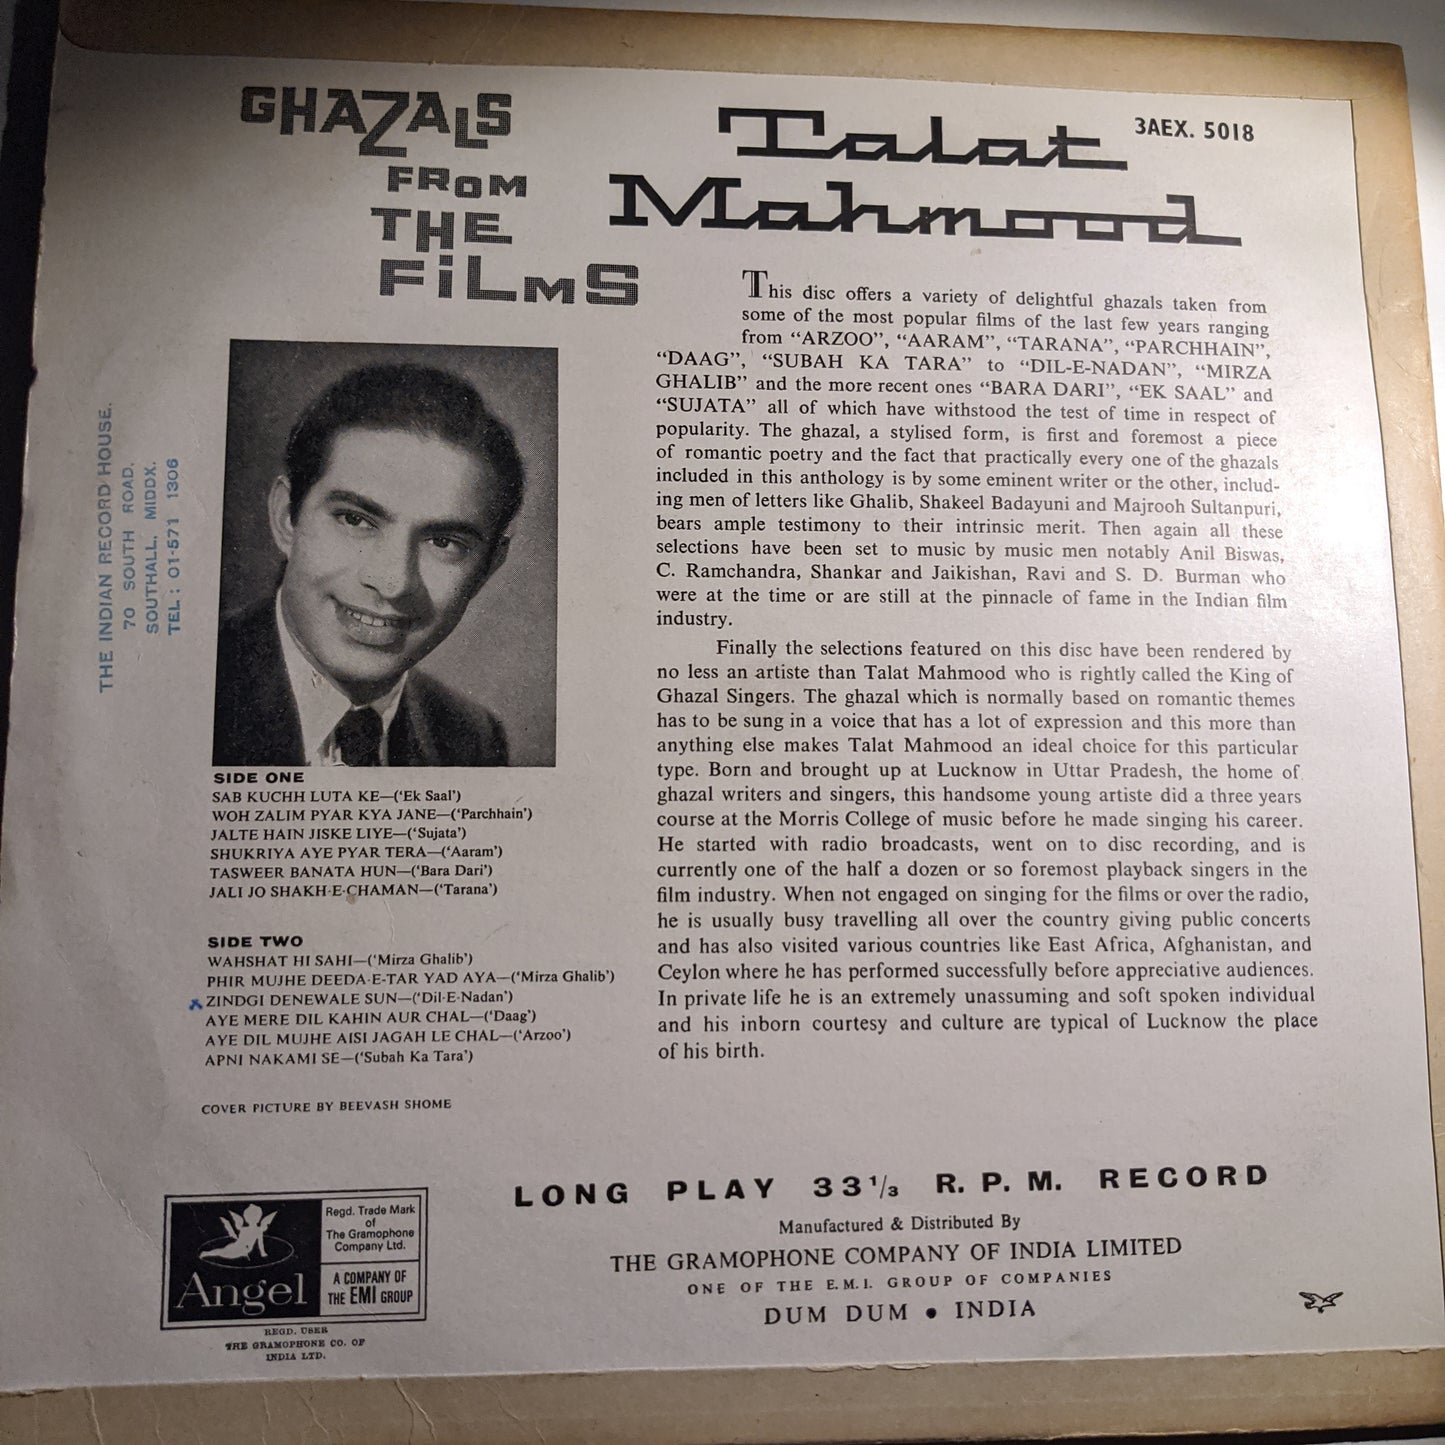 GHAZALS
FROM
THE
FiLMS
Talat
Mahmood
3AEX. 5018
THE INDIAN RECORD HOUSE.
70 SOUTH ROAD.
SOUTHALL. MIDDX.
TEL: 01-571 1306
SIDE ONE
SAB KUCHH LUTA KE—('Ek Saal')
WOH ZALIM PYAR KYA JANE—('Parchhain')
JALTE HAIN JISKE LIYE—('Sujata')
SHUKRIYA AYE PYAR TERA—('Aaram')
TASWEER BANATA HUN—('Bara Dari')
JALI JO SHAKH-E-CHAMAN—('Tarana')
SIDE TWO
WAHSHAT HI SAHI—('Mirza Ghalib')
PHIR MUJHE DEEDA-E-TAR YAD AYA—('Mirza Ghalib')
ZINDGI DENEWALE SUN—('Dil-E-Nadan')
AYE MERE DIL KAHIN AUR CHAL—('Daag')
AYE DIL MUJHE AISI JAGAH LE CHAL—('Arzoo')
APNI NAKAMI SE—('Subah Ka Tara')
COVER PICTURE BY BEEVASH SHOME
This disc offers a variety of delightful ghazals taken from
some of the most popular films of the last few years ranging
from "ARZOO", "AARAM", "TARANA", "PARCHHAIN",
"DAAG", "SUBAH KA TARA" to "DIL-E-NADAN", "MIRZA
GHALIB" and the more recent ones "BARA DARI", "EK SAAL" and
"SUJATA" all of which have withstood the test of time in respect of
popularity. The ghazal, a stylised form, is first and foremost a piece
of romantic poetry and the fact that practically every one of the ghazals
included in this anthology is by some eminent writer or the other, includ-
ing men of letters like Ghalib, Shakeel Badayuni and Majrooh Sultanpuri,
bears ample testimony to their intrinsic merit. Then again all these
selections have been set to music by music men notably Anil Biswas,
C. Ramchandra, Shankar and Jaikishan, Ravi and S. D. Burman who
were at the time or are still at the pinnacle of fame in the Indian film
industry.
Finally the selections featured on this disc have been rendered by
no less an artiste than Talat Mahmood who is rightly called the King of
Ghazal Singers. The ghazal which is normally based on romantic themes
has to be sung in a voice that has a lot of expression and this more than
anything else makes Talat Mahmood an ideal choice for this particular
type. Born and brought up at Lucknow in Uttar Pradesh, the home of
ghazal writers and singers, this handsome young artiste did a three years
course at the Morris College of music before he made singing his career.
He started with radio broadcasts, went on to disc recording, and is
currently one of the half a dozen or so foremost playback singers in the
film industry. When not engaged on singing for the films or over the radio,
he is usually busy travelling all over the country giving public concerts
and has also visited various countries like East Africa, Afghanistan, and
Ceylon where he has performed successfully before appreciative audiences.
In private life he is an extremely unassuming and soft spoken individual
and his inborn courtesy and culture are typical of Lucknow the place
of his birth.
LONG PLAY 33 1/3 R. P. M. RECORD
Manufactured & Distributed By
THE GRAMOPHONE COMPANY OF INDIA LIMITED
ONE OF THE E.M.I. GROUP OF COMPANIES
DUM DUM • INDIA
Angel
Regd. Trade Mark
of
The Gramophone
Company Ltd.
A COMPANY OF
THE EMI GROUP
REGD. USER
THE GRAMOPHONE CO. OF
INDIA LTD.